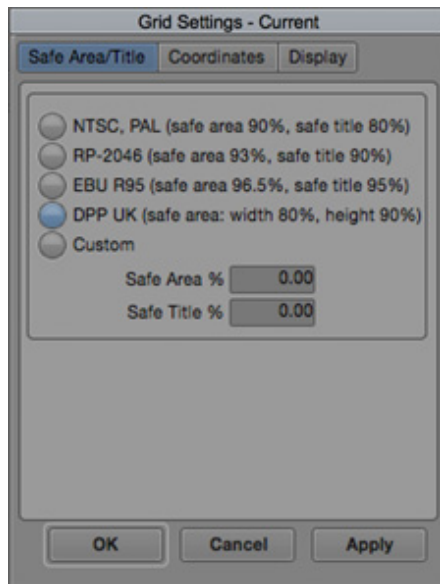 Grid Settings - Current
Safe Area/Title Coordinates Display
NTSC, PAL (safe area 90%, safe title 80%)
RP-2046 (safe area 93%, safe title 90%)
EBU R95 (safe area 96.5%, safe title 95%)
DPP UK (safe area: width 80%, height 90%)
Custom
Safe Area % 0.00
Safe Title % 0.00
OK Cancel Apply